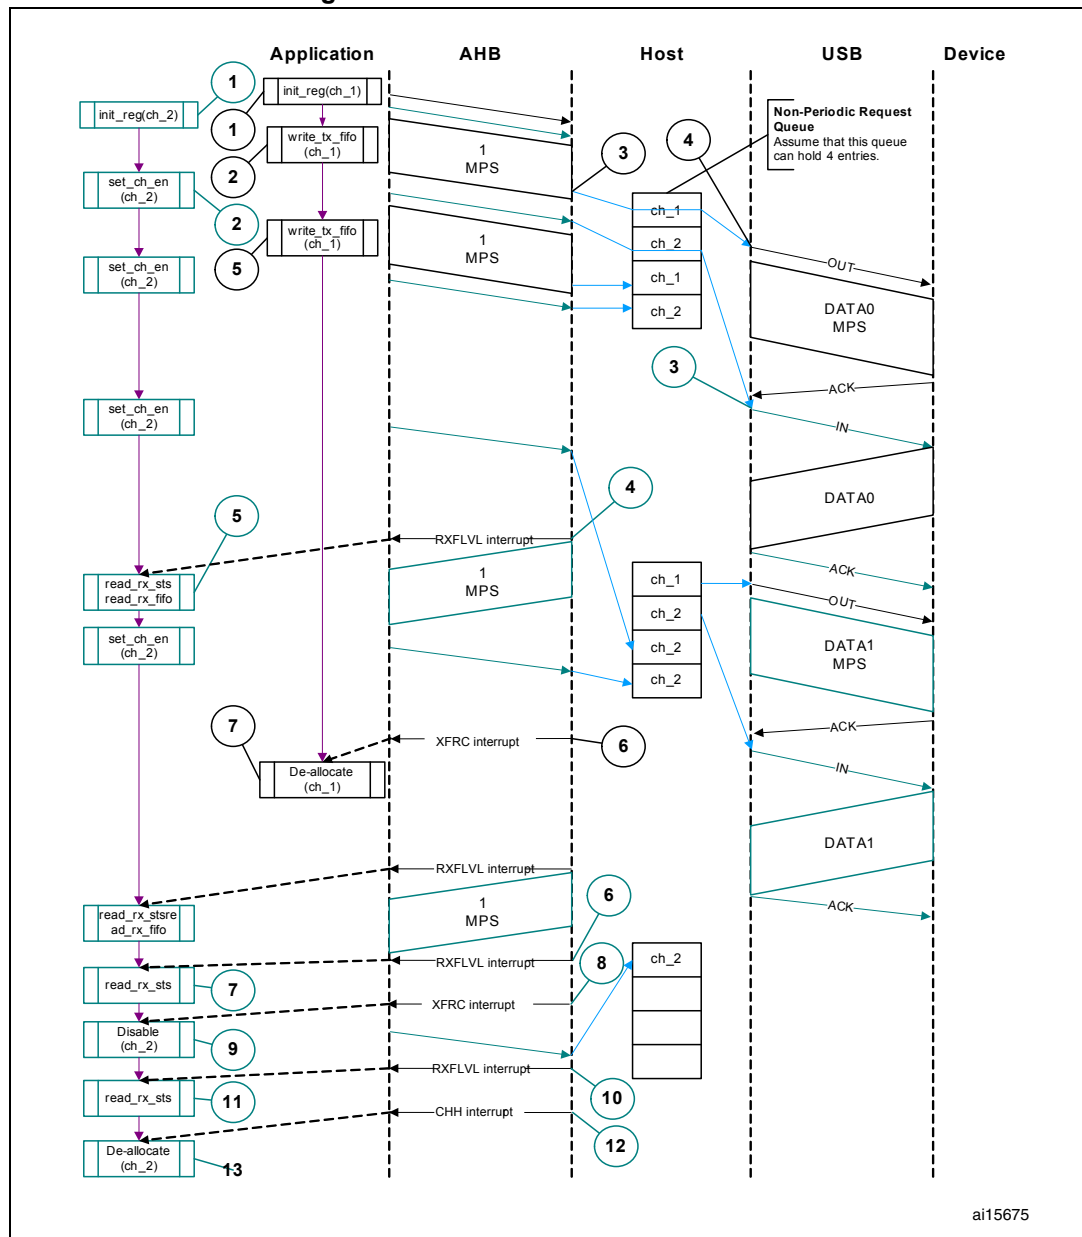 Application AHB Host USB Device
1
init_reg(ch_1)
init_reg(ch_2)
1
Non-Periodic Request
Queue
Assume that this queue
can hold 4 entries.
write_tx_fifo
(ch_1)
1
MPS
3
4
2
set_ch_en
(ch_2)
2
ch_1
write_tx_fifo
(ch_1)
5
1
MPS
ch_2
set_ch_en
(ch_2)
ch_1
OUT
ch_2
DATA0
MPS
3
ACK
set_ch_en
(ch_2)
IN
4
DATA0
5
RXFLVL interrupt
read_rx_sts
read_rx_fifo
1
MPS
ch_1
ACK
OUT
ch_2
set_ch_en
(ch_2)
ch_2
DATA1
MPS
ch_2
7
ACK
XFRC interrupt
6
De-allocate
(ch_1)
IN
DATA1
RXFLVL interrupt
6
read_rx_stsre
ad_rx_fifo
1
MPS
ACK
RXFLVL interrupt
8
ch_2
read_rx_sts
7
XFRC interrupt
Disable
(ch_2)
9
RXFLVL interrupt
read_rx_sts
11
10
CHH interrupt
De-allocate
(ch_2)
12
13
ai15675